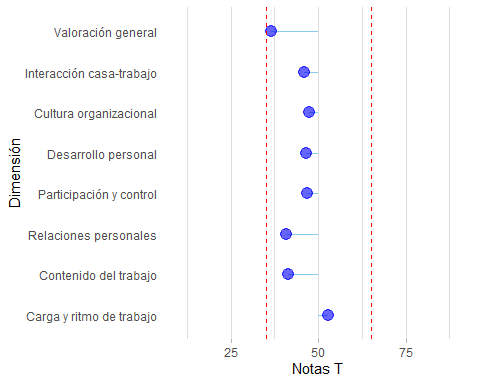 Valoración general
Interacción casa-trabajo
Cultura organizacional
Desarrollo personal
Participación y control
Relaciones personales
Contenido del trabajo
Carga y ritmo de trabajo
Dimensión
25 50 75
Notas T